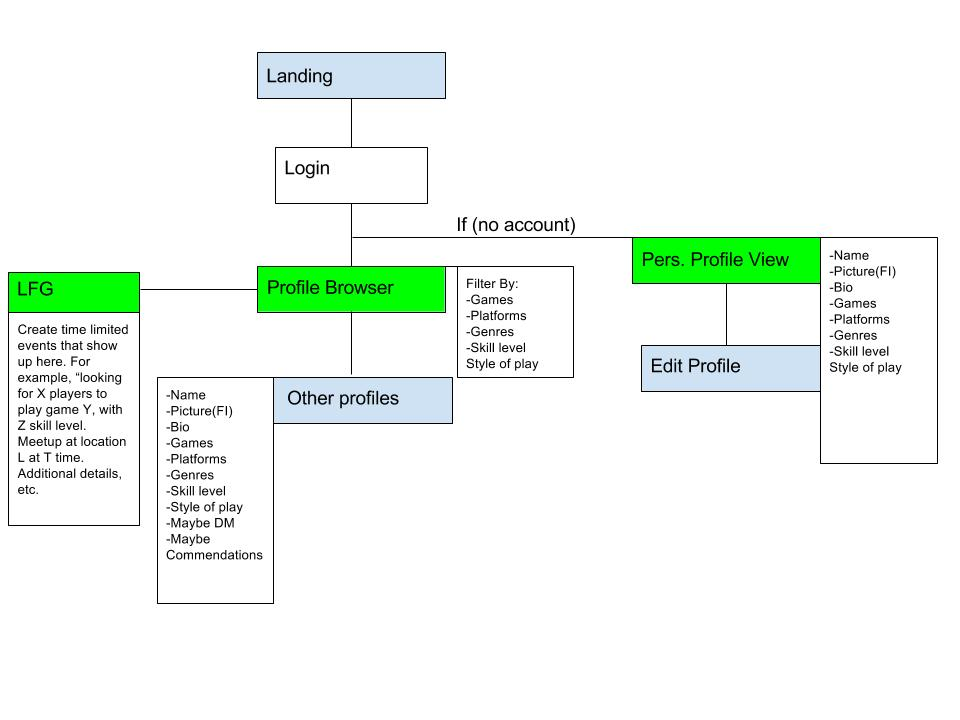 Landing
Login
If (no account)
Pers. Profile View
-Name
-Picture(FI)
-Bio
-Games
-Platforms
-Genres
-Skill level
Style of play
Edit Profile
LFG
Create time limited
events that show
up here. For
example, “looking
for X players to
play game Y, with
Z skill level.
Meetup at location
L at T time.
Additional details,
etc.
Profile Browser
Filter By:
-Games
-Platforms
-Genres
-Skill level
Style of play
Other profiles
-Name
-Picture(FI)
-Bio
-Games
-Platforms
-Genres
-Skill level
-Style of play
-Maybe DM
-Maybe
Commendations